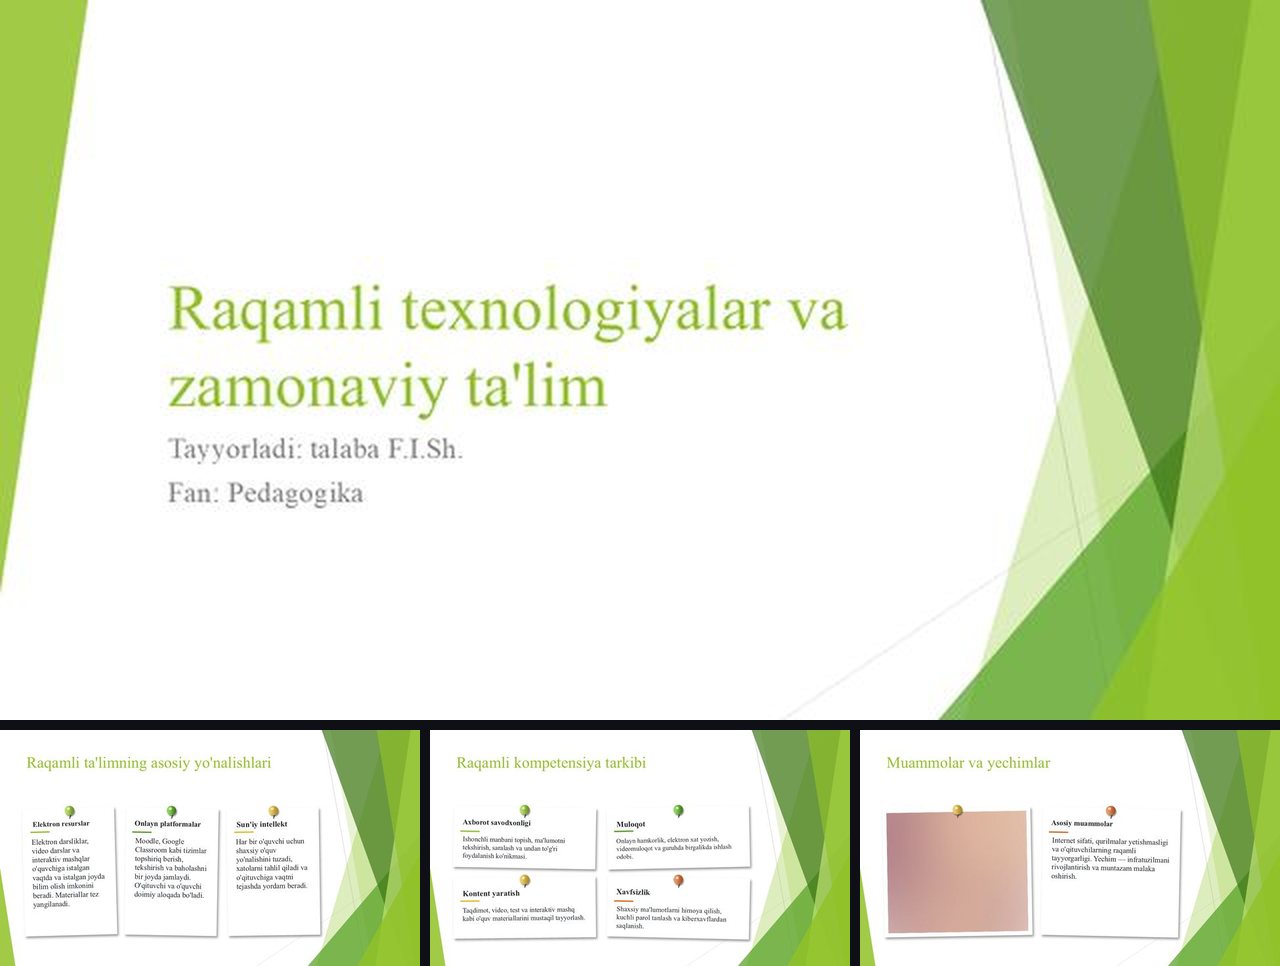 Raqamli texnologiyalar va
zamonaviy ta'lim
Tayyorladi: talaba F.I.Sh.
Fan: Pedagogika
Raqamli ta'limning asosiy yo'nalishlari
Elektron resurslar
Elektron darsliklar,
video darslar va
interaktiv mashqlar
o'quvchiga istalgan
vaqtda va istalgan joyda
bilim olish imkonini
beradi. Materiallar tez
yangilanadi.
Onlayn platformalar
Moodle, Google
Classroom kabi tizimlar
topshiriq berish,
tekshirish va baholashni
bir joyda jamlaydi.
O'qituvchi va o'quvchi
doimiy aloqada bo'ladi.
Sun'iy intellekt
Har bir o'quvchi uchun
shaxsiy o'quv
yo'nalishini tuzadi,
xatolarni tahlil qiladi va
o'qituvchiga vaqtni
tejashda yordam beradi.
Raqamli kompetensiya tarkibi
Axborot savodxonligi
Ishonchli manbani topish, ma'lumotni
tekshirish, saralash va undan to'g'ri
foydalanish ko'nikmasi.
Muloqot
Onlayn hamkorlik, elektron xat yozish,
videomuloqot va guruhda birgalikda ishlash
odobi.
Kontent yaratish
Taqdimot, video, test va interaktiv mashq
kabi o'quv materiallarini mustaqil tayyorlash.
Xavfsizlik
Shaxsiy ma'lumotlarni himoya qilish,
kuchli parol tanlash va kiberxavflardan
saqlanish.
Muammolar va yechimlar
Asosiy muammolar
Internet sifati, qurilmalar yetishmasligi
va o'qituvchilarning raqamli
tayyorgarligi. Yechim — infratuzilmani
rivojlantirish va muntazam malaka
oshirish.